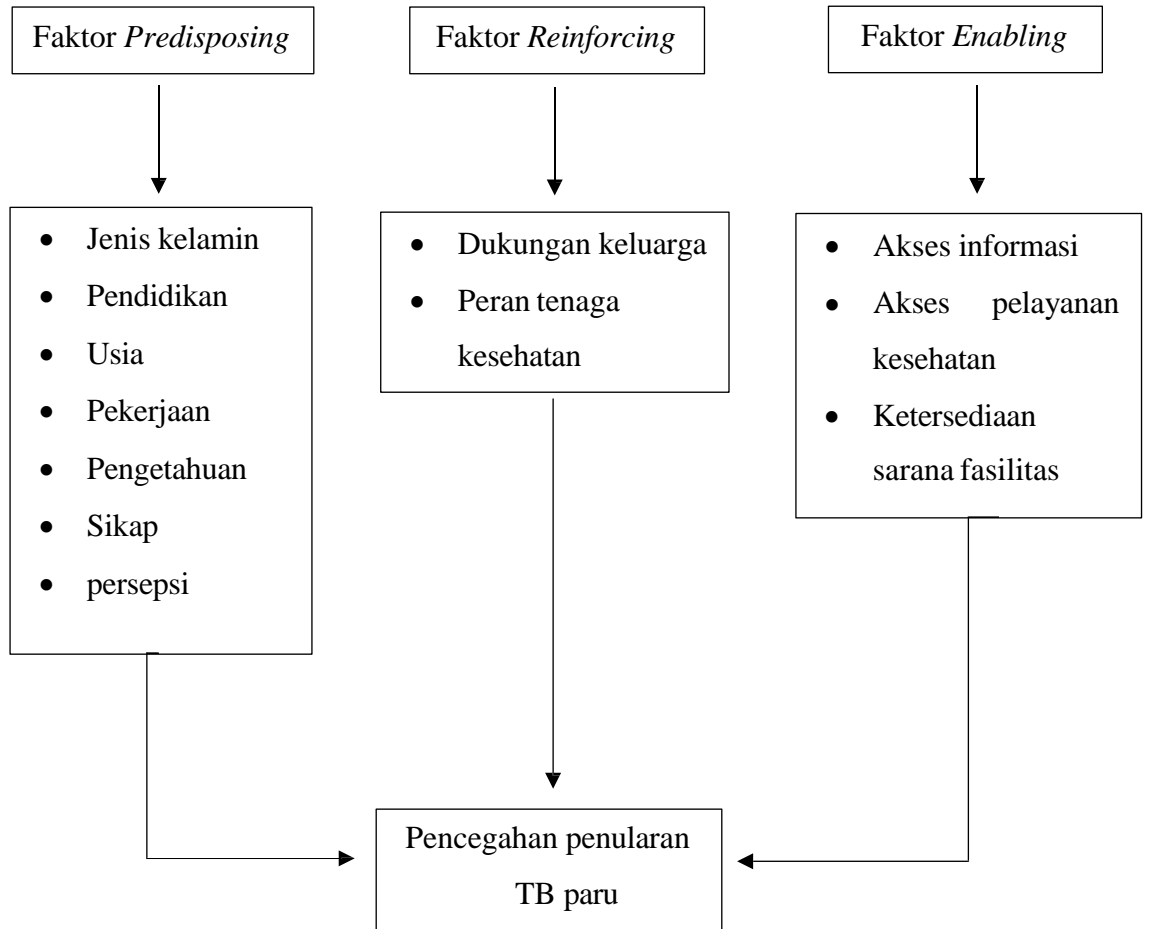 Faktor Predisposing
Faktor Reinforcing
Faktor Enabling
• Jenis kelamin
• Pendidikan
• Usia
• Pekerjaan
• Pengetahuan
• Sikap
• persepsi
• Dukungan keluarga
• Peran tenaga
kesehatan
• Akses informasi
• Akses pelayanan
kesehatan
• Ketersediaan
sarana fasilitas
Pencegahan penularan
TB paru